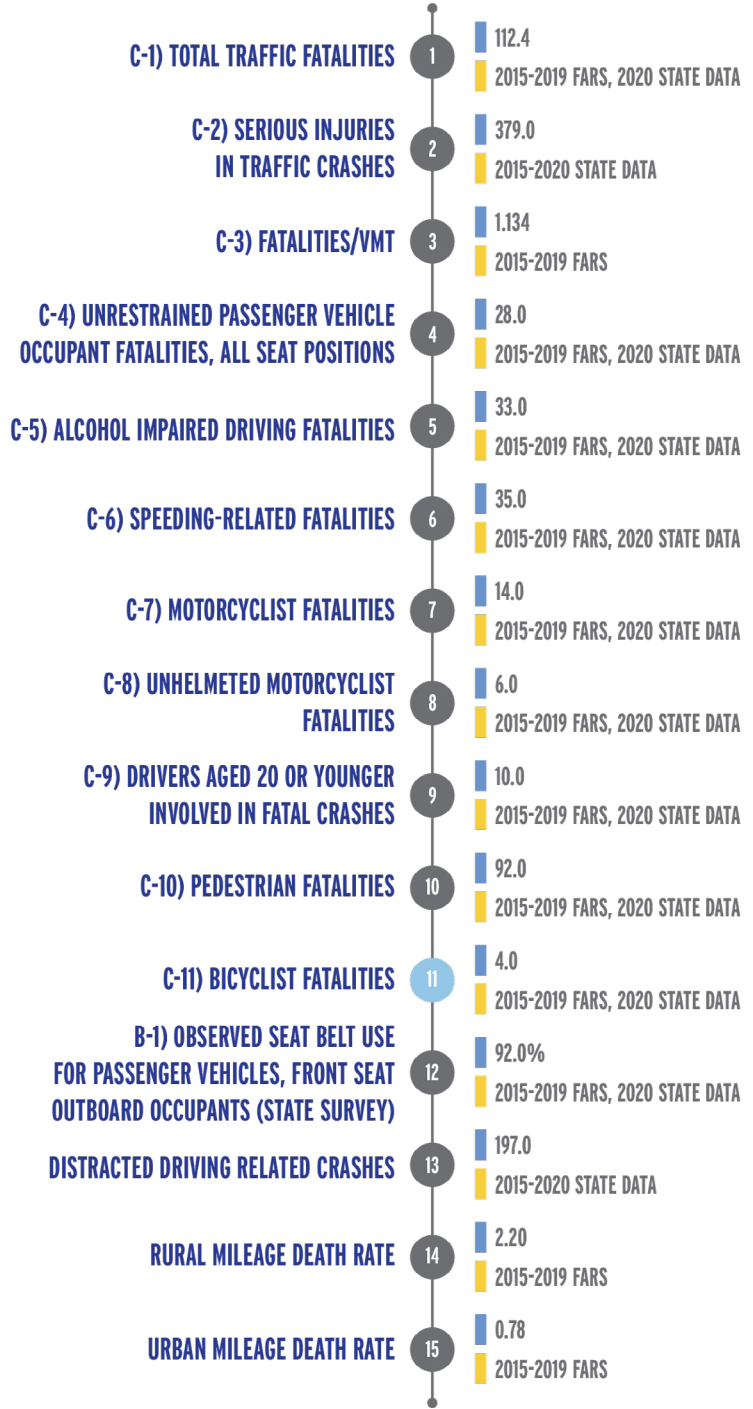 C-1) TOTAL TRAFFIC FATALITIES
1
112.4
2015-2019 FARS, 2020 STATE DATA
C-2) SERIOUS INJURIES
IN TRAFFIC CRASHES
2
379.0
2015-2020 STATE DATA
C-3) FATALITIES/VMT
3
1.134
2015-2019 FARS
C-4) UNRESTRAINED PASSENGER VEHICLE
OCCUPANT FATALITIES, ALL SEAT POSITIONS
4
28.0
2015-2019 FARS, 2020 STATE DATA
C-5) ALCOHOL IMPAIRED DRIVING FATALITIES
5
33.0
2015-2019 FARS, 2020 STATE DATA
C-6) SPEEDING-RELATED FATALITIES
6
35.0
2015-2019 FARS, 2020 STATE DATA
C-7) MOTORCYCLIST FATALITIES
7
14.0
2015-2019 FARS, 2020 STATE DATA
C-8) UNHELMETED MOTORCYCLIST
FATALITIES
8
6.0
2015-2019 FARS, 2020 STATE DATA
C-9) DRIVERS AGED 20 OR YOUNGER
INVOLVED IN FATAL CRASHES
9
10.0
2015-2019 FARS, 2020 STATE DATA
C-10) PEDESTRIAN FATALITIES
10
92.0
2015-2019 FARS, 2020 STATE DATA
C-11) BICYCLIST FATALITIES
11
4.0
2015-2019 FARS, 2020 STATE DATA
B-1) OBSERVED SEAT BELT USE
FOR PASSENGER VEHICLES, FRONT SEAT
OUTBOARD OCCUPANTS (STATE SURVEY)
12
92.0%
2015-2019 FARS, 2020 STATE DATA
DISTRACTED DRIVING RELATED CRASHES
13
197.0
2015-2020 STATE DATA
RURAL MILEAGE DEATH RATE
14
2.20
2015-2019 FARS
URBAN MILEAGE DEATH RATE
15
0.78
2015-2019 FARS